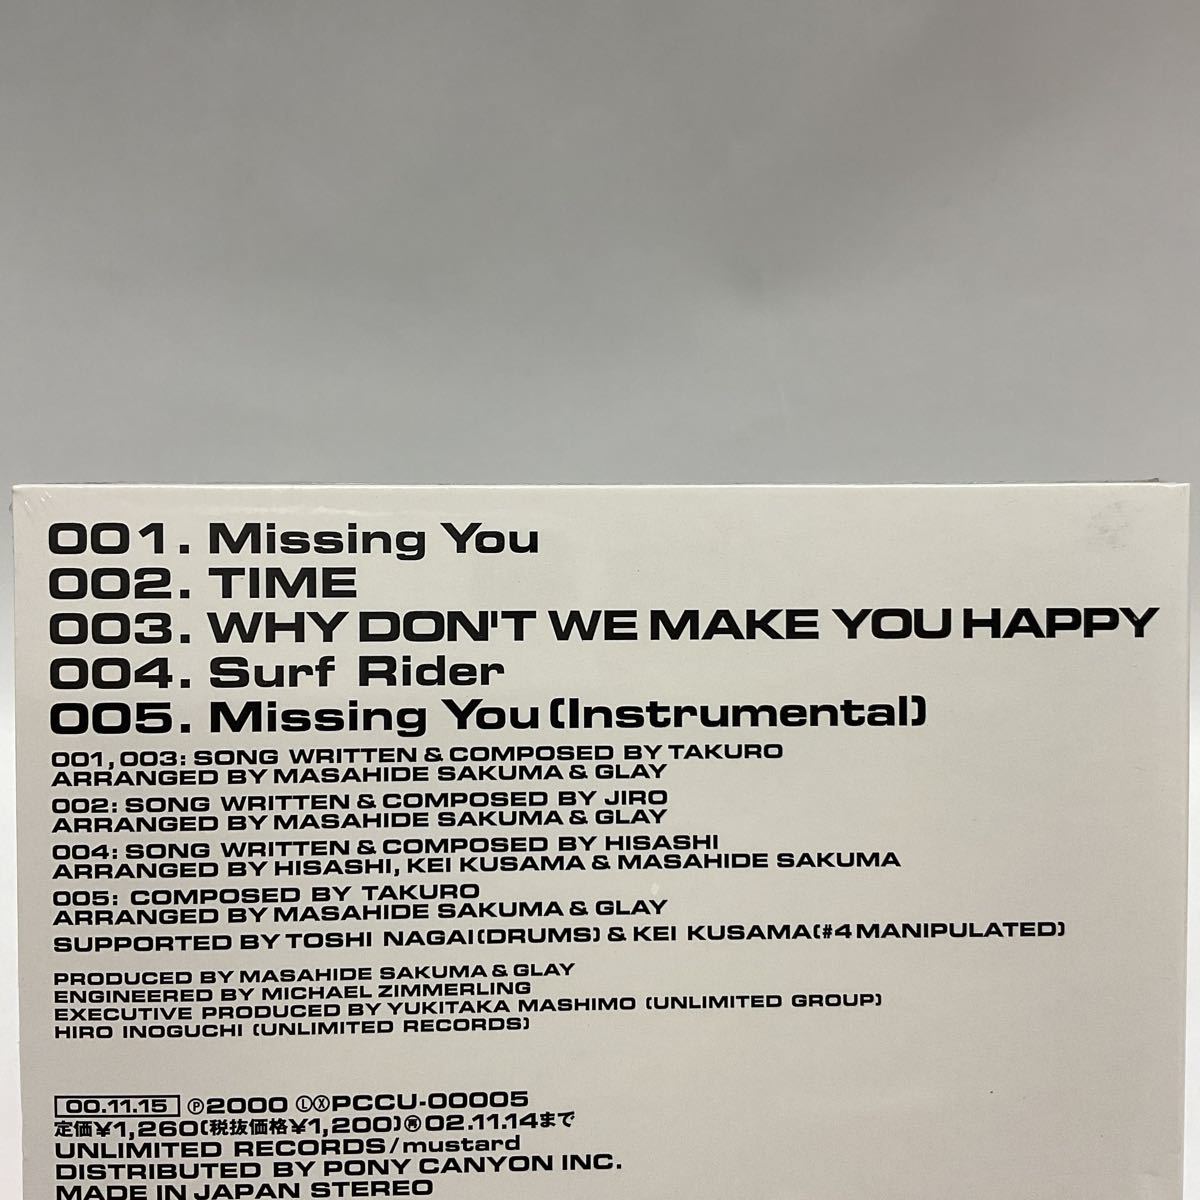 001. Missing You
002. TIME
003. WHY DON'T WE MAKE YOU HAPPY
004. Surf Rider
005. Missing You(Instrumental)
001,003: SONG WRITTEN & COMPOSED BY TAKURO
ARRANGED BY MASAHIDE SAKUMA & GLAY
002: SONG WRITTEN & COMPOSED BY JIRO
ARRANGED BY MASAHIDE SAKUMA & GLAY
004: SONG WRITTEN & COMPOSED BY HISASHI
ARRANGED BY HISASHI, KEI KUSAMA & MASAHIDE SAKUMA
005: COMPOSED BY TAKURO
ARRANGED BY MASAHIDE SAKUMA & GLAY
SUPPORTED BY TOSHI NAGAI(DRUMS) & KEI KUSAMA(#4 MANIPULATED)
PRODUCED BY MASAHIDE SAKUMA & GLAY
ENGINEERED BY MICHAEL ZIMMERLING
EXECUTIVE PRODUCED BY YUKITAKA MASHIMO (UNLIMITED GROUP)
HIRO INOGUCHI (UNLIMITED RECORDS)
00.11.15 Ⓟ2000 ⓁⓍPCCU-00005
定価¥1,260(税抜価格¥1,200)㊢02.11.14まで
UNLIMITED RECORDS/mustard
DISTRIBUTED BY PONY CANYON INC.
MADE IN JAPAN STEREO